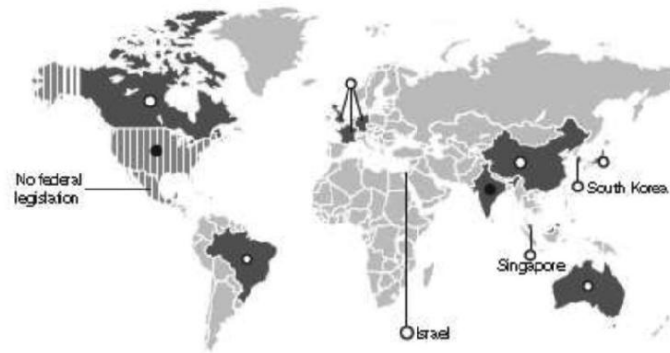 No federal
legislation
South Korea
Singapore
Israel